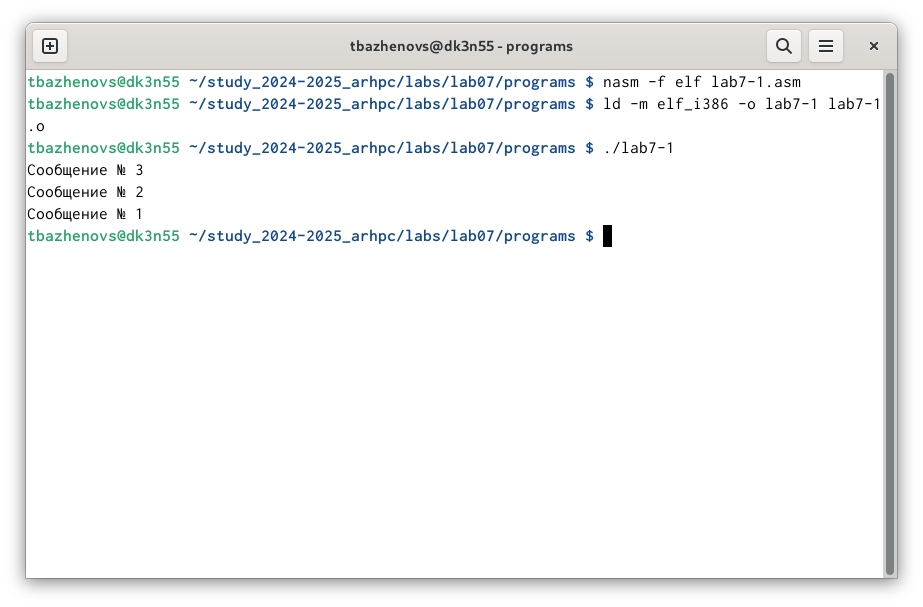 tbazhenovs@dk3n55 - programs
tbazhenovs@dk3n55 ~/study_2024-2025_arhpc/labs/lab07/programs $ nasm -f elf lab7-1.asm
tbazhenovs@dk3n55 ~/study_2024-2025_arhpc/labs/lab07/programs $ ld -m elf_i386 -o lab7-1 lab7-1
.o
tbazhenovs@dk3n55 ~/study_2024-2025_arhpc/labs/lab07/programs $ ./lab7-1
Сообщение № 3
Сообщение № 2
Сообщение № 1
tbazhenovs@dk3n55 ~/study_2024-2025_arhpc/labs/lab07/programs $